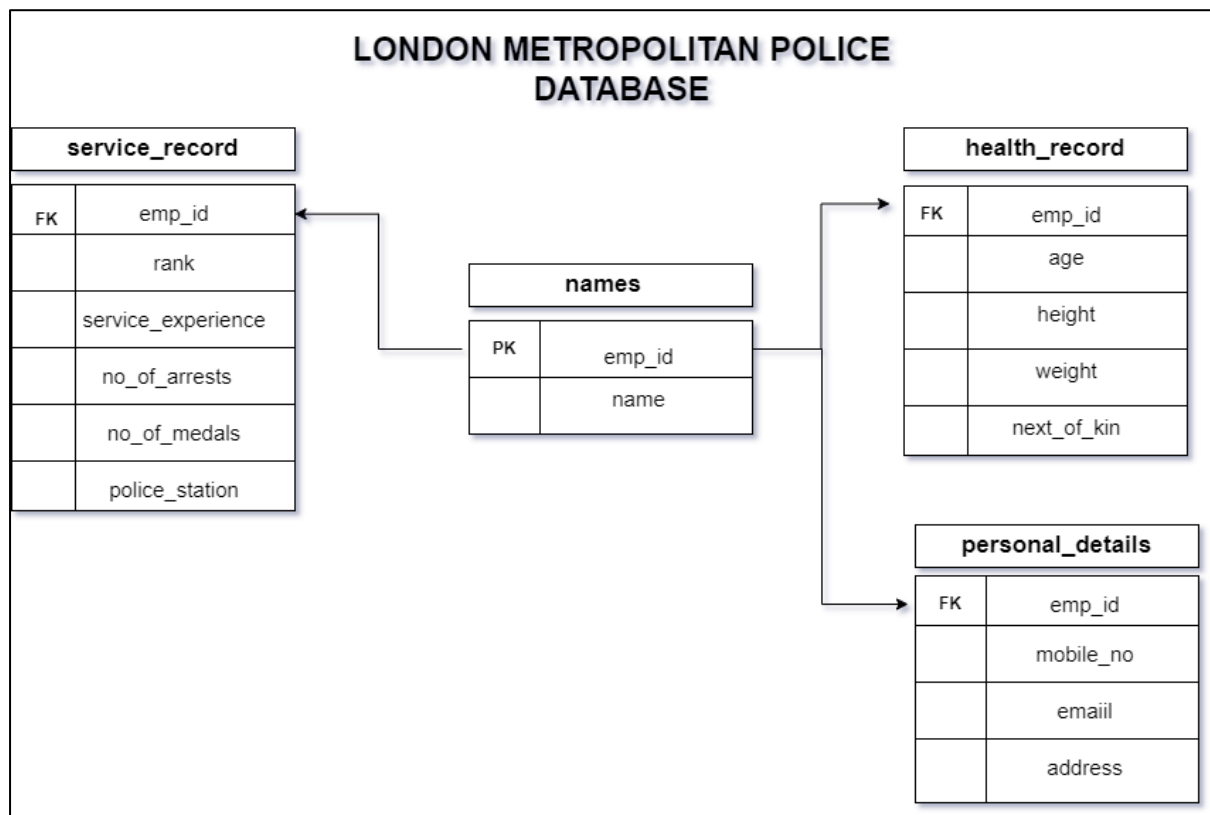 LONDON METROPOLITAN POLICE
DATABASE
service_record
FK emp_id
rank
service_experience
no_of_arrests
no_of_medals
police_station
names
PK emp_id
name
health_record
FK emp_id
age
height
weight
next_of_kin
personal_details
FK emp_id
mobile_no
emaiil
address